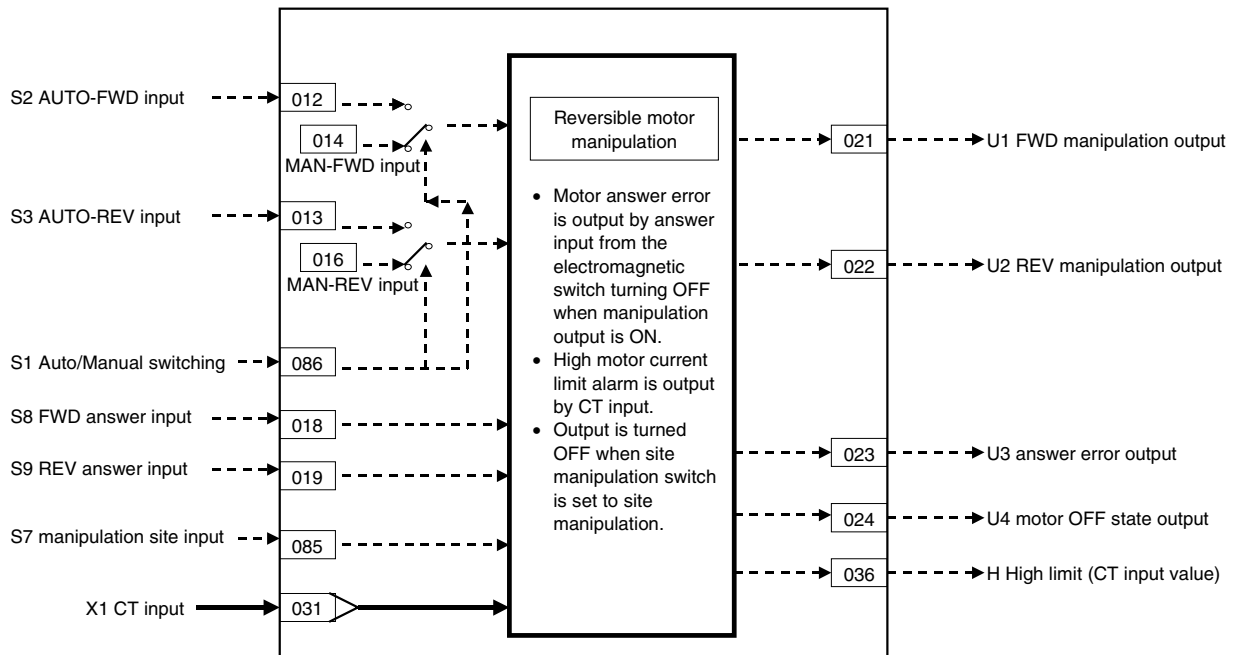 S2 AUTO-FWD input
012
014
MAN-FWD input
S3 AUTO-REV input
013
016
MAN-REV input
S1 Auto/Manual switching
086
S8 FWD answer input
018
S9 REV answer input
019
S7 manipulation site input
085
X1 CT input
031
Reversible motor
manipulation
• Motor answer error
is output by answer
input from the
electromagnetic
switch turning OFF
when manipulation
output is ON.
• High motor current
limit alarm is output
by CT input.
• Output is turned
OFF when site
manipulation switch
is set to site
manipulation.
021
U1 FWD manipulation output
022
U2 REV manipulation output
023
U3 answer error output
024
U4 motor OFF state output
036
H High limit (CT input value)